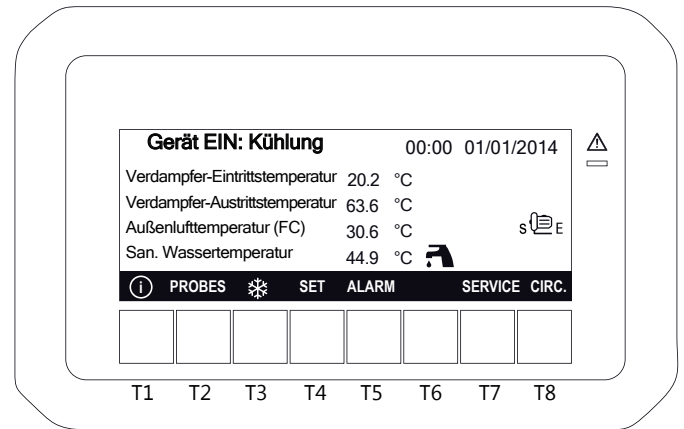 Gerät EIN: Kühlung 00:00 01/01/2014
Verdampfer-Eintrittstemperatur 20.2 °C
Verdampfer-Austrittstemperatur 63.6 °C
Außenlufttemperatur (FC) 30.6 °C S E
San. Wassertemperatur 44.9 °C
i PROBES SET ALARM SERVICE CIRC.
T1 T2 T3 T4 T5 T6 T7 T8